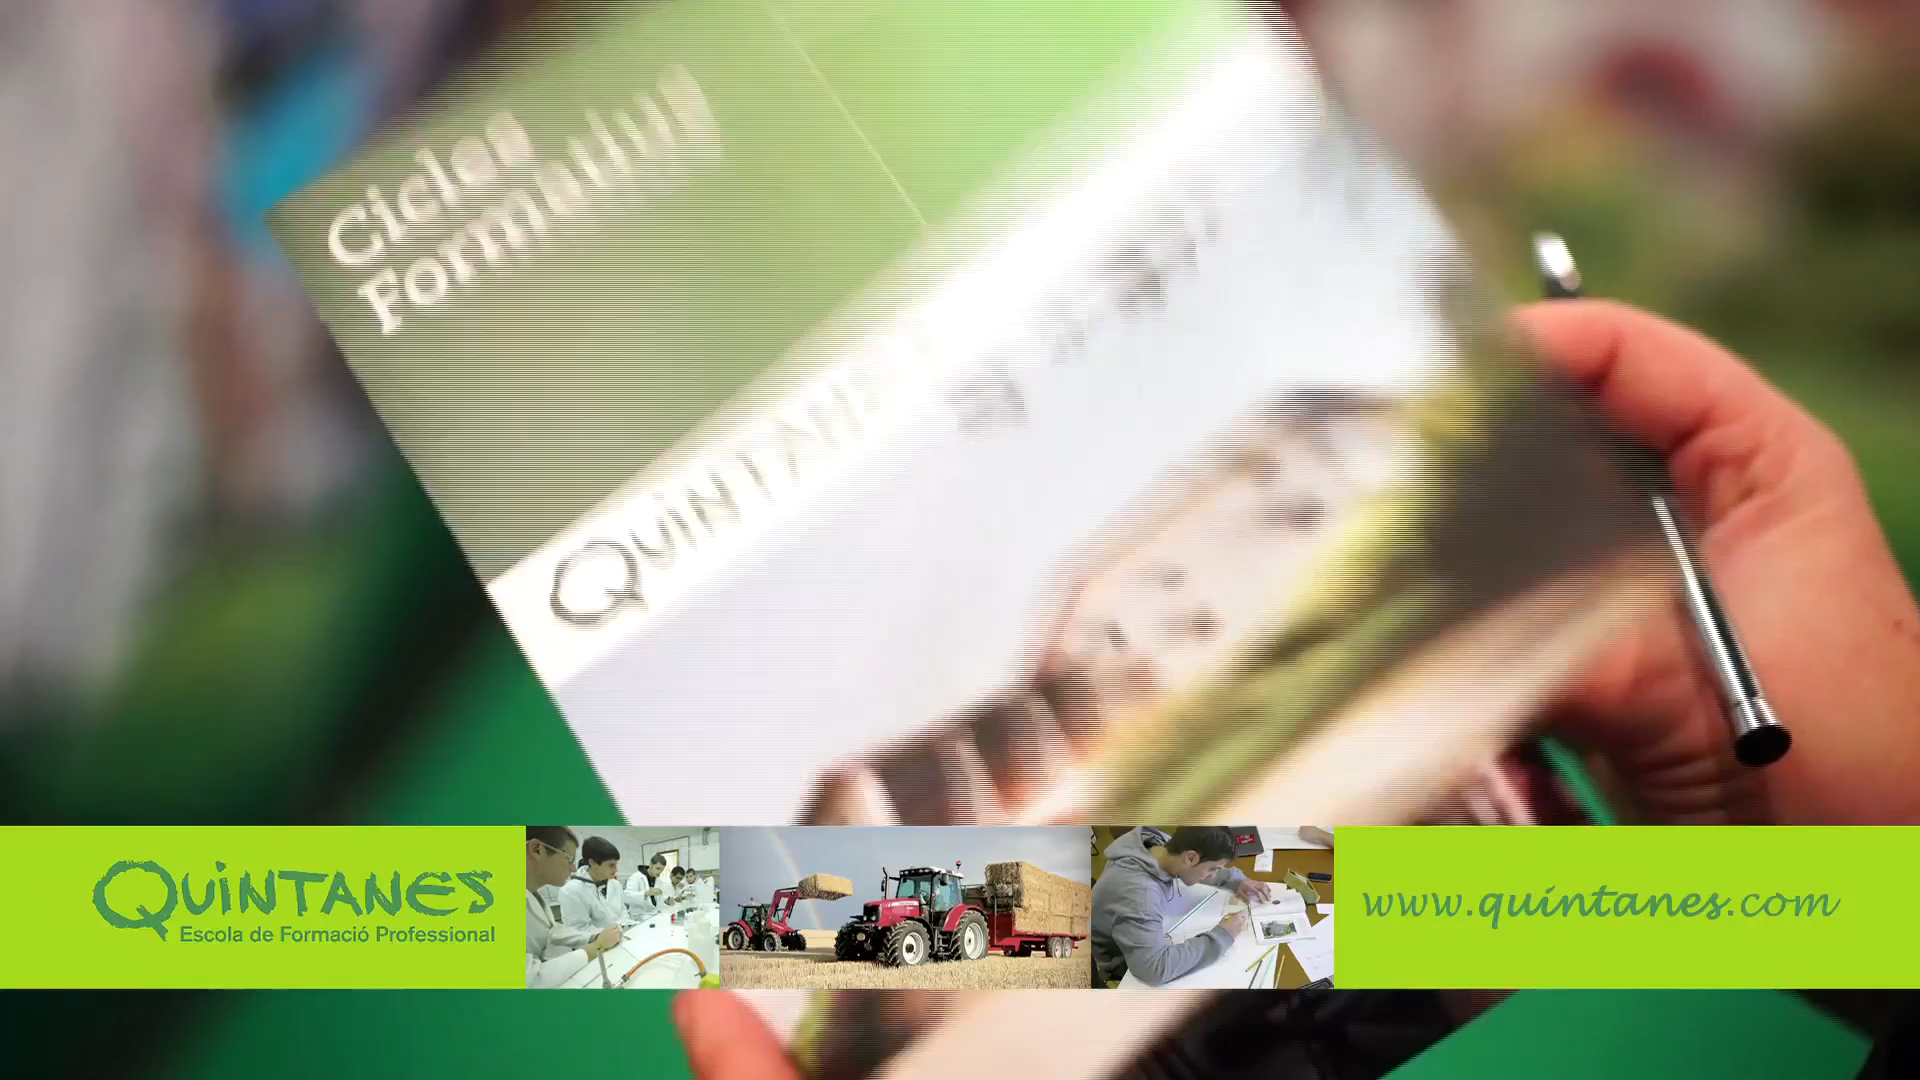 Cicles
Formatius
QUINTANES
QUINTANES
Escola de Formació Professional
www.quintanes.com